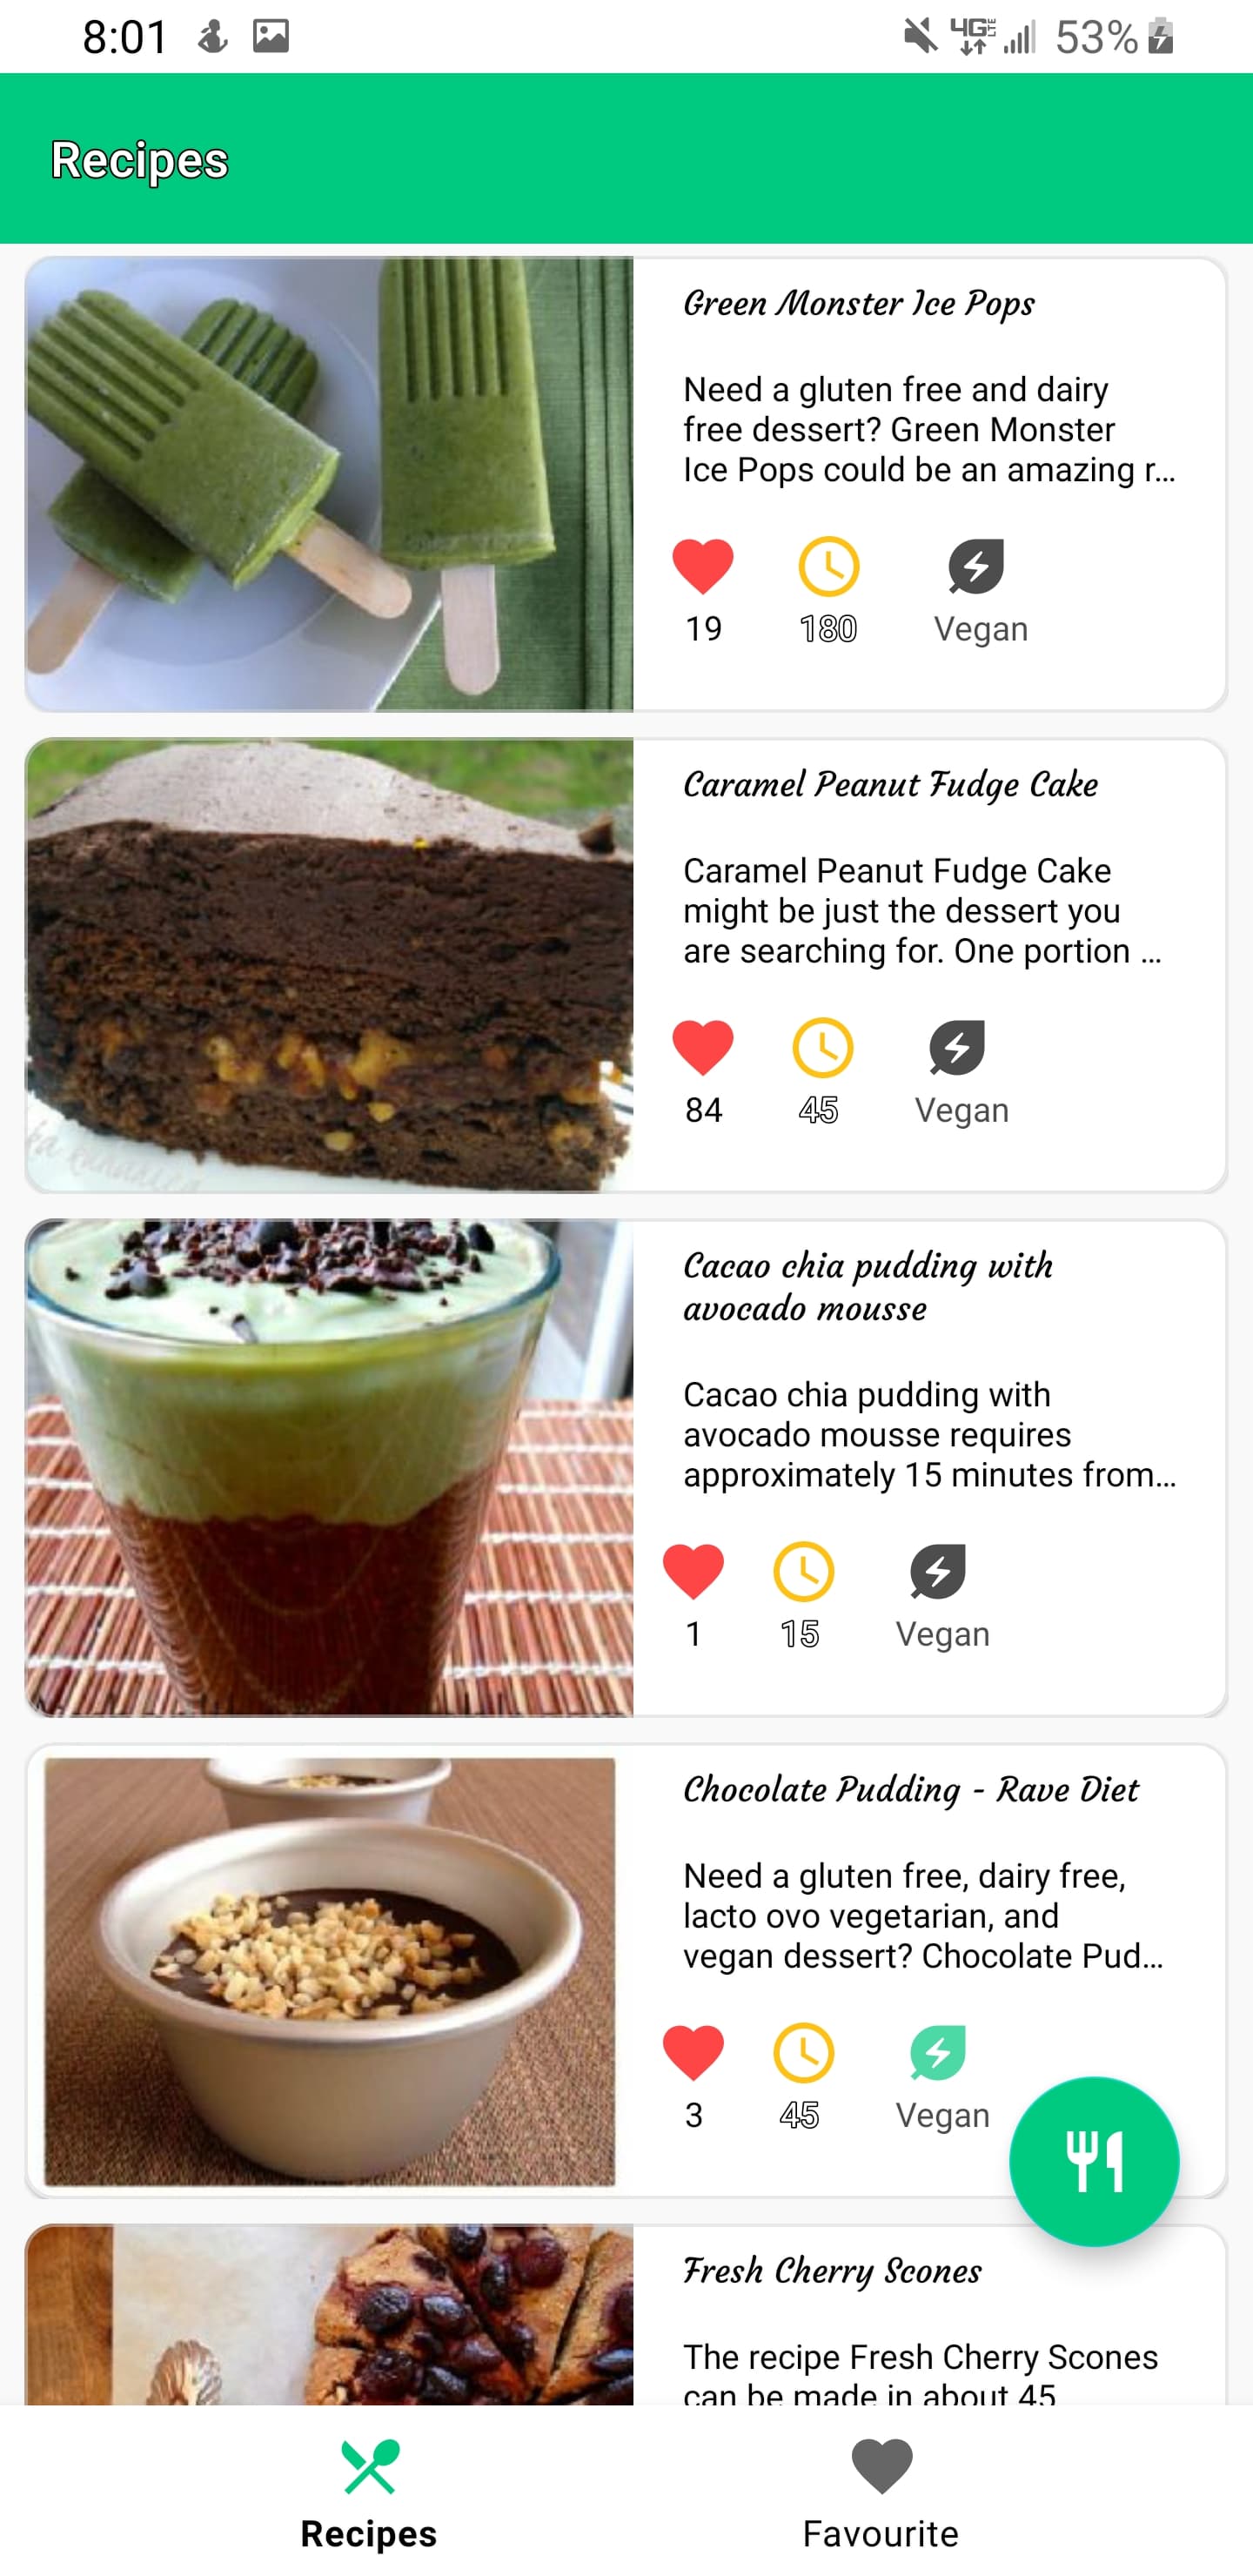 8:01
4G LTE 53%
Recipes
Green Monster Ice Pops
Need a gluten free and dairy
free dessert? Green Monster
Ice Pops could be an amazing r...
19 180 Vegan
Caramel Peanut Fudge Cake
Caramel Peanut Fudge Cake
might be just the dessert you
are searching for. One portion ...
84 45 Vegan
Cacao chia pudding with
avocado mousse
Cacao chia pudding with
avocado mousse requires
approximately 15 minutes from...
1 15 Vegan
Chocolate Pudding - Rave Diet
Need a gluten free, dairy free,
lacto ovo vegetarian, and
vegan dessert? Chocolate Pud...
3 45 Vegan
Fresh Cherry Scones
The recipe Fresh Cherry Scones
can be made in about 45
Recipes Favourite